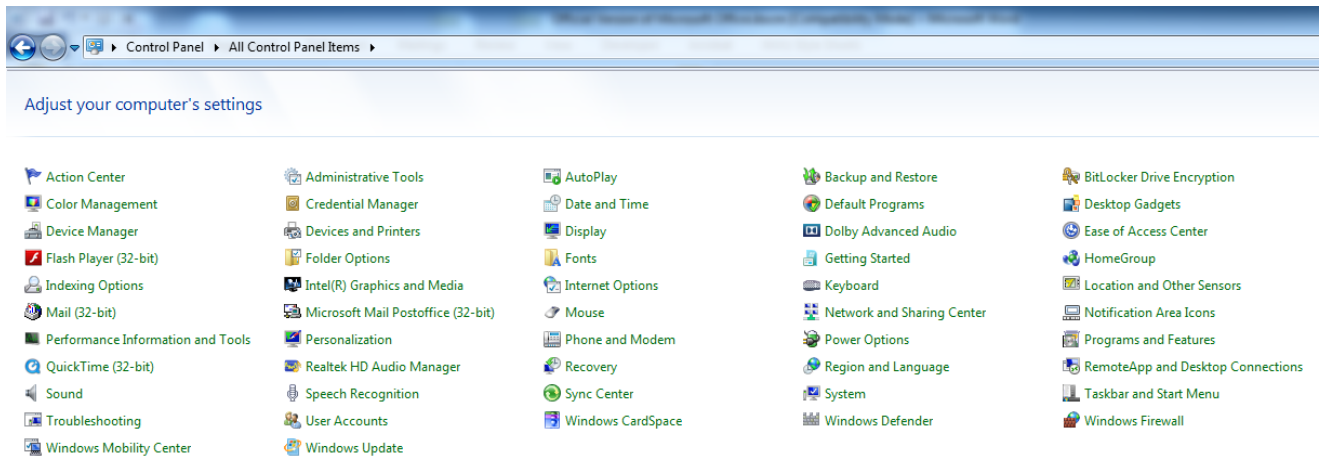 Control Panel All Control Panel Items
Adjust your computer's settings
Action Center Administrative Tools AutoPlay Backup and Restore BitLocker Drive Encryption
Color Management Credential Manager Date and Time Default Programs Desktop Gadgets
Device Manager Devices and Printers Display Dolby Advanced Audio Ease of Access Center
Flash Player (32-bit) Folder Options Fonts Getting Started HomeGroup
Indexing Options Intel(R) Graphics and Media Internet Options Keyboard Location and Other Sensors
Mail (32-bit) Microsoft Mail Postoffice (32-bit) Mouse Network and Sharing Center Notification Area Icons
Performance Information and Tools Personalization Phone and Modem Power Options Programs and Features
QuickTime (32-bit) Realtek HD Audio Manager Recovery Region and Language RemoteApp and Desktop Connections
Sound Speech Recognition Sync Center System Taskbar and Start Menu
Troubleshooting User Accounts Windows CardSpace Windows Defender Windows Firewall
Windows Mobility Center Windows Update